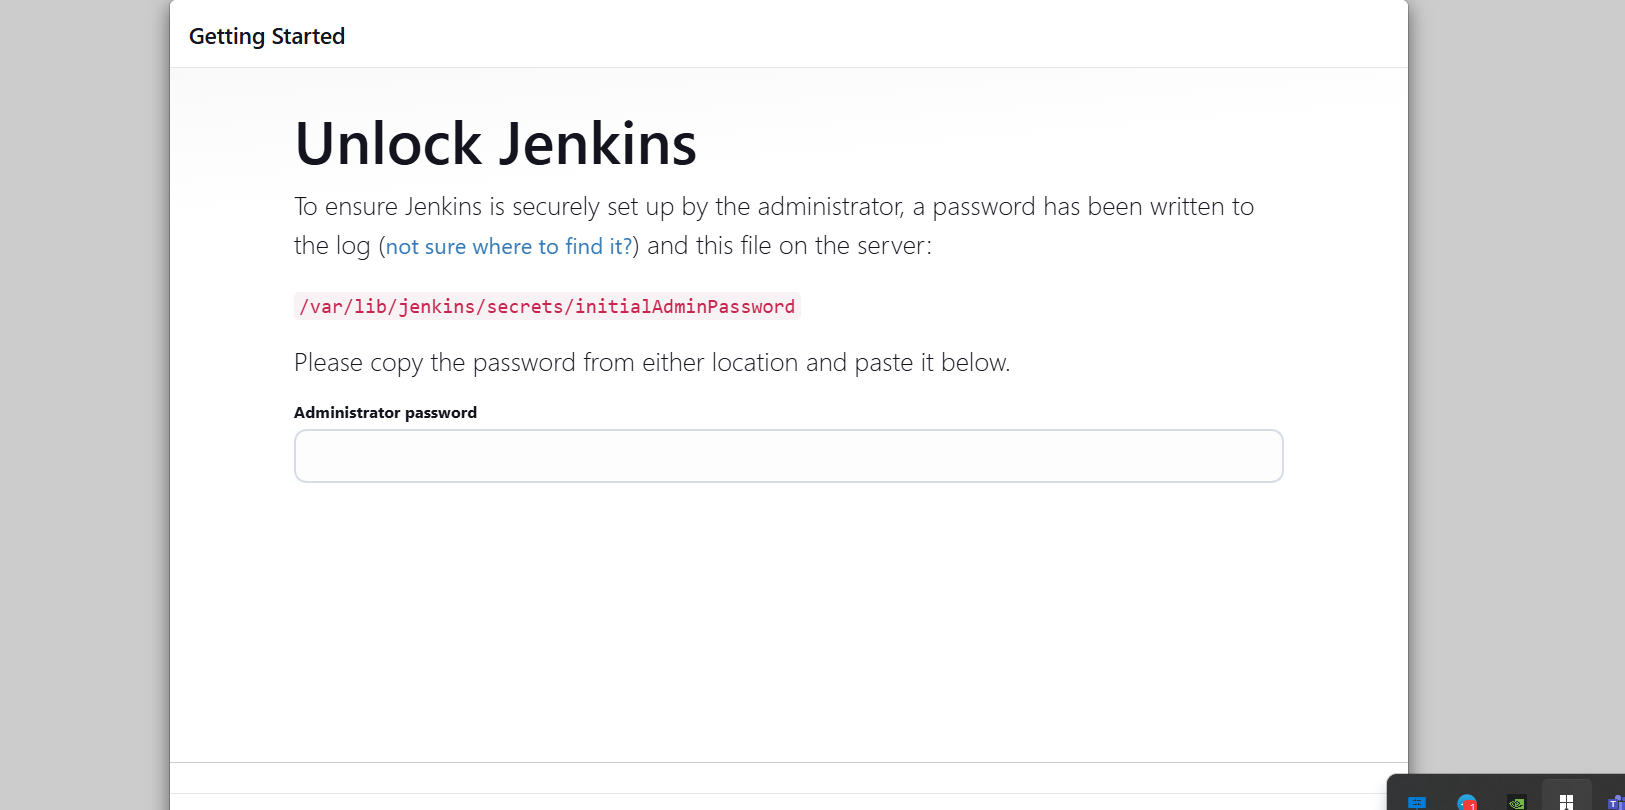 Getting Started
Unlock Jenkins
To ensure Jenkins is securely set up by the administrator, a password has been written to
the log (not sure where to find it?) and this file on the server:
/var/lib/jenkins/secrets/initialAdminPassword
Please copy the password from either location and paste it below.
Administrator password
1